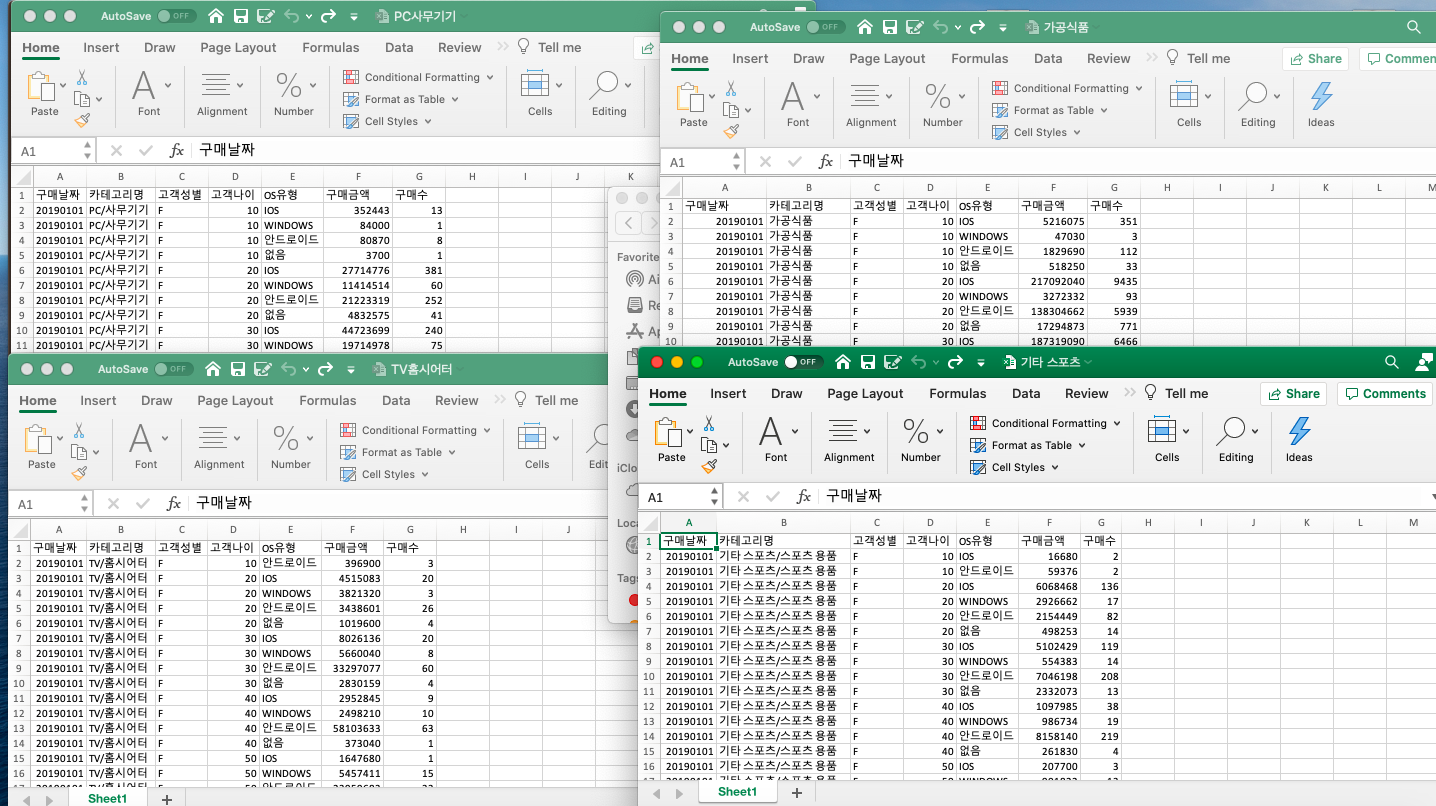 AutoSave OFF PC사무기기
Home Insert Draw Page Layout Formulas Data Review Tell me
Paste Font Alignment Number Conditional Formatting Format as Table Cell Styles Cells Editing
A1 fx 구매날짜
A B C D E F G H I J K
1 구매날짜 카테고리명 고객성별 고객나이 OS유형 구매금액 구매수
2 20190101 PC/사무기기 F 10 IOS 352443 13
3 20190101 PC/사무기기 F 10 WINDOWS 84000 1
4 20190101 PC/사무기기 F 10 안드로이드 80870 8
5 20190101 PC/사무기기 F 10 없음 3700 1
6 20190101 PC/사무기기 F 20 IOS 27714776 381
7 20190101 PC/사무기기 F 20 WINDOWS 11414514 60
8 20190101 PC/사무기기 F 20 안드로이드 21223319 252
9 20190101 PC/사무기기 F 20 없음 4832575 41
10 20190101 PC/사무기기 F 30 IOS 44723699 240
11 20190101 PC/사무기기 F 30 WINDOWS 19714978 75
AutoSave OFF 가공식품
Home Insert Draw Page Layout Formulas Data Review Tell me Share
Paste Font Alignment Number Conditional Formatting Format as Table Cell Styles Cells Editing Ideas
A1 fx 구매날짜
A B C D E F G H I J K L M
1 구매날짜 카테고리명 고객성별 고객나이 OS유형 구매금액 구매수
2 20190101 가공식품 F 10 IOS 5216075 351
3 20190101 가공식품 F 10 WINDOWS 47030 3
4 20190101 가공식품 F 10 안드로이드 1829690 112
5 20190101 가공식품 F 10 없음 518250 33
6 20190101 가공식품 F 20 IOS 217092040 9435
7 20190101 가공식품 F 20 WINDOWS 3272332 93
8 20190101 가공식품 F 20 안드로이드 138304662 5939
9 20190101 가공식품 F 20 없음 17294873 771
10 20190101 가공식품 F 30 IOS 187319090 6466
Favorite
iClo
Loca
Tags
AutoSave OFF TV홈시어터
Home Insert Draw Page Layout Formulas Data Review Tell me
Paste Font Alignment Number Conditional Formatting Format as Table Cell Styles Cells
A1 fx 구매날짜
A B C D E F G H I J
1 구매날짜 카테고리명 고객성별 고객나이 OS유형 구매금액 구매수
2 20190101 TV/홈시어터 F 10 안드로이드 396900 3
3 20190101 TV/홈시어터 F 20 IOS 4515083 20
4 20190101 TV/홈시어터 F 20 WINDOWS 3821320 3
5 20190101 TV/홈시어터 F 20 안드로이드 3438601 26
6 20190101 TV/홈시어터 F 20 없음 1019600 4
7 20190101 TV/홈시어터 F 30 IOS 8026136 20
8 20190101 TV/홈시어터 F 30 WINDOWS 5660040 8
9 20190101 TV/홈시어터 F 30 안드로이드 33297077 60
10 20190101 TV/홈시어터 F 30 없음 2830159 4
11 20190101 TV/홈시어터 F 40 IOS 2952845 9
12 20190101 TV/홈시어터 F 40 WINDOWS 2498210 10
13 20190101 TV/홈시어터 F 40 안드로이드 58103633 63
14 20190101 TV/홈시어터 F 40 없음 373040 1
15 20190101 TV/홈시어터 F 50 IOS 1647680 1
16 20190101 TV/홈시어터 F 50 WINDOWS 5457411 15
Sheet1
AutoSave OFF 기타 스포츠
Home Insert Draw Page Layout Formulas Data Review Tell me Share Comments
Paste Font Alignment Number Conditional Formatting Format as Table Cell Styles Cells Editing Ideas
A1 fx 구매날짜
A B C D E F G H I J K L M
1 구매날짜 카테고리명 고객성별 고객나이 OS유형 구매금액 구매수
2 20190101 기타 스포츠/스포츠 용품 F 10 IOS 16680 2
3 20190101 기타 스포츠/스포츠 용품 F 10 안드로이드 59376 2
4 20190101 기타 스포츠/스포츠 용품 F 20 IOS 6068468 136
5 20190101 기타 스포츠/스포츠 용품 F 20 WINDOWS 2926662 17
6 20190101 기타 스포츠/스포츠 용품 F 20 안드로이드 2154449 82
7 20190101 기타 스포츠/스포츠 용품 F 20 없음 498253 14
8 20190101 기타 스포츠/스포츠 용품 F 30 IOS 5102429 119
9 20190101 기타 스포츠/스포츠 용품 F 30 WINDOWS 554383 14
10 20190101 기타 스포츠/스포츠 용품 F 30 안드로이드 7046198 208
11 20190101 기타 스포츠/스포츠 용품 F 30 없음 2332073 13
12 20190101 기타 스포츠/스포츠 용품 F 40 IOS 1097985 38
13 20190101 기타 스포츠/스포츠 용품 F 40 WINDOWS 986734 19
14 20190101 기타 스포츠/스포츠 용품 F 40 안드로이드 8158140 219
15 20190101 기타 스포츠/스포츠 용품 F 40 없음 261830 4
16 20190101 기타 스포츠/스포츠 용품 F 50 IOS 207700 3
Sheet1